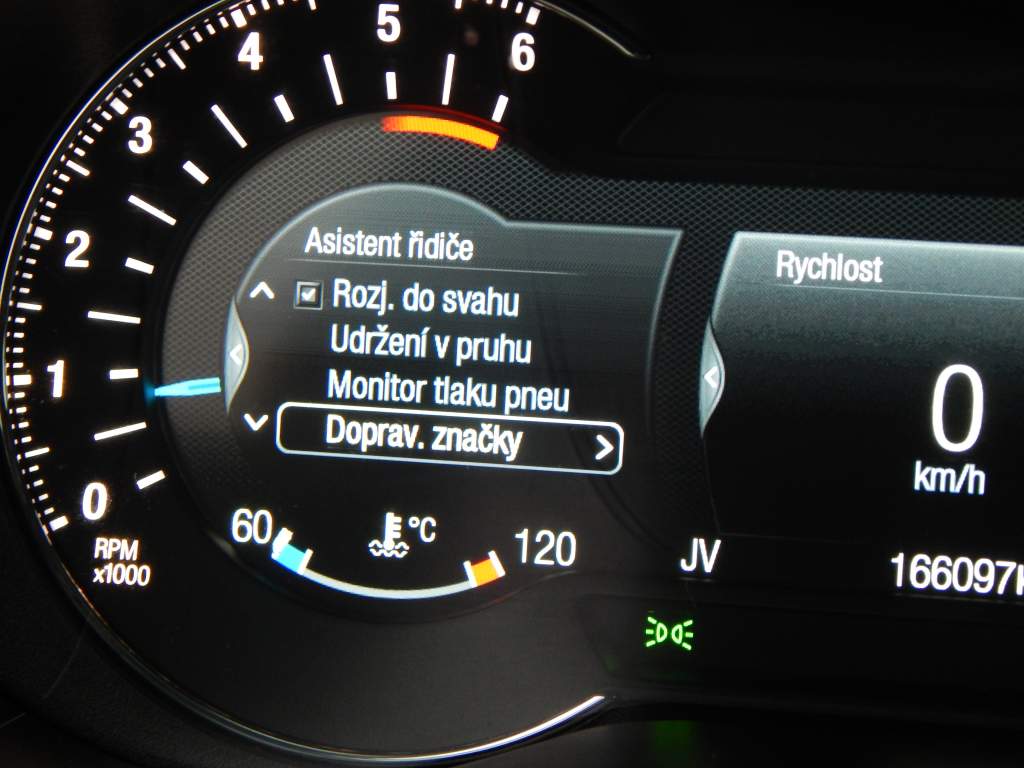 6
5
4
3
2
1
0
RPM
x1000
Asistent řidiče
Rozj. do svahu
Udržení v pruhu
Monitor tlaku pneu
Doprav. značky
60
°C
120
Rychlost
0
km/h
JV
166097k